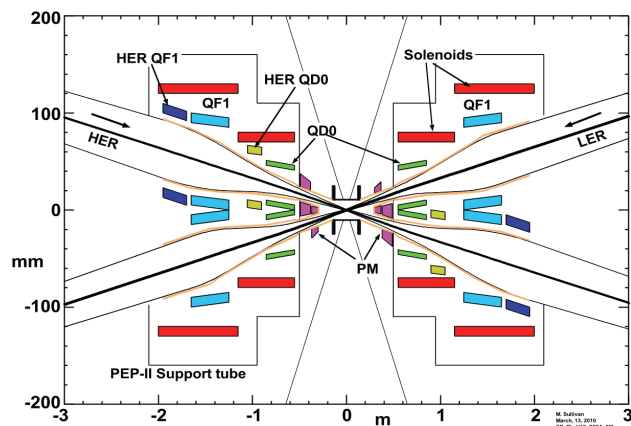 200
HER QF1
Solenoids
QF1
HER QD0
QF1
100
QD0
HER
LER
0
mm
PM
-100
PEP-II Support tube
-200
-3
-2
-1
0
m
1
2
3
M. Sullivan
March, 13, 2010